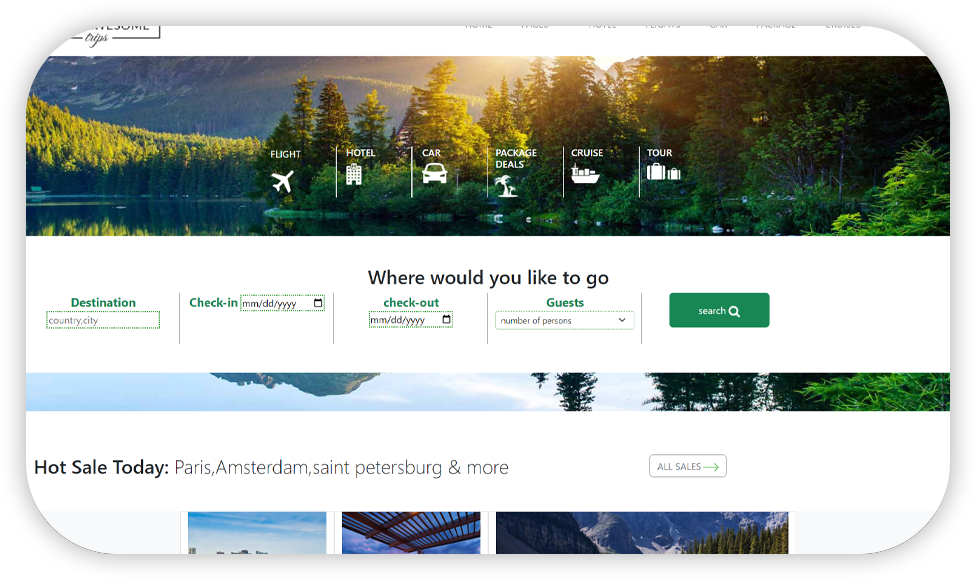 AWESOME
trips
HOME PAGES HOTEL FLIGHTS CAR PACKAGE CRUISES
FLIGHT
HOTEL
CAR
PACKAGE
DEALS
CRUISE
TOUR
Where would you like to go
Destination
country,city
Check-in mm/dd/yyyy
check-out
mm/dd/yyyy
Guests
number of persons
search
Hot Sale Today: Paris,Amsterdam,saint petersburg & more
ALL SALES